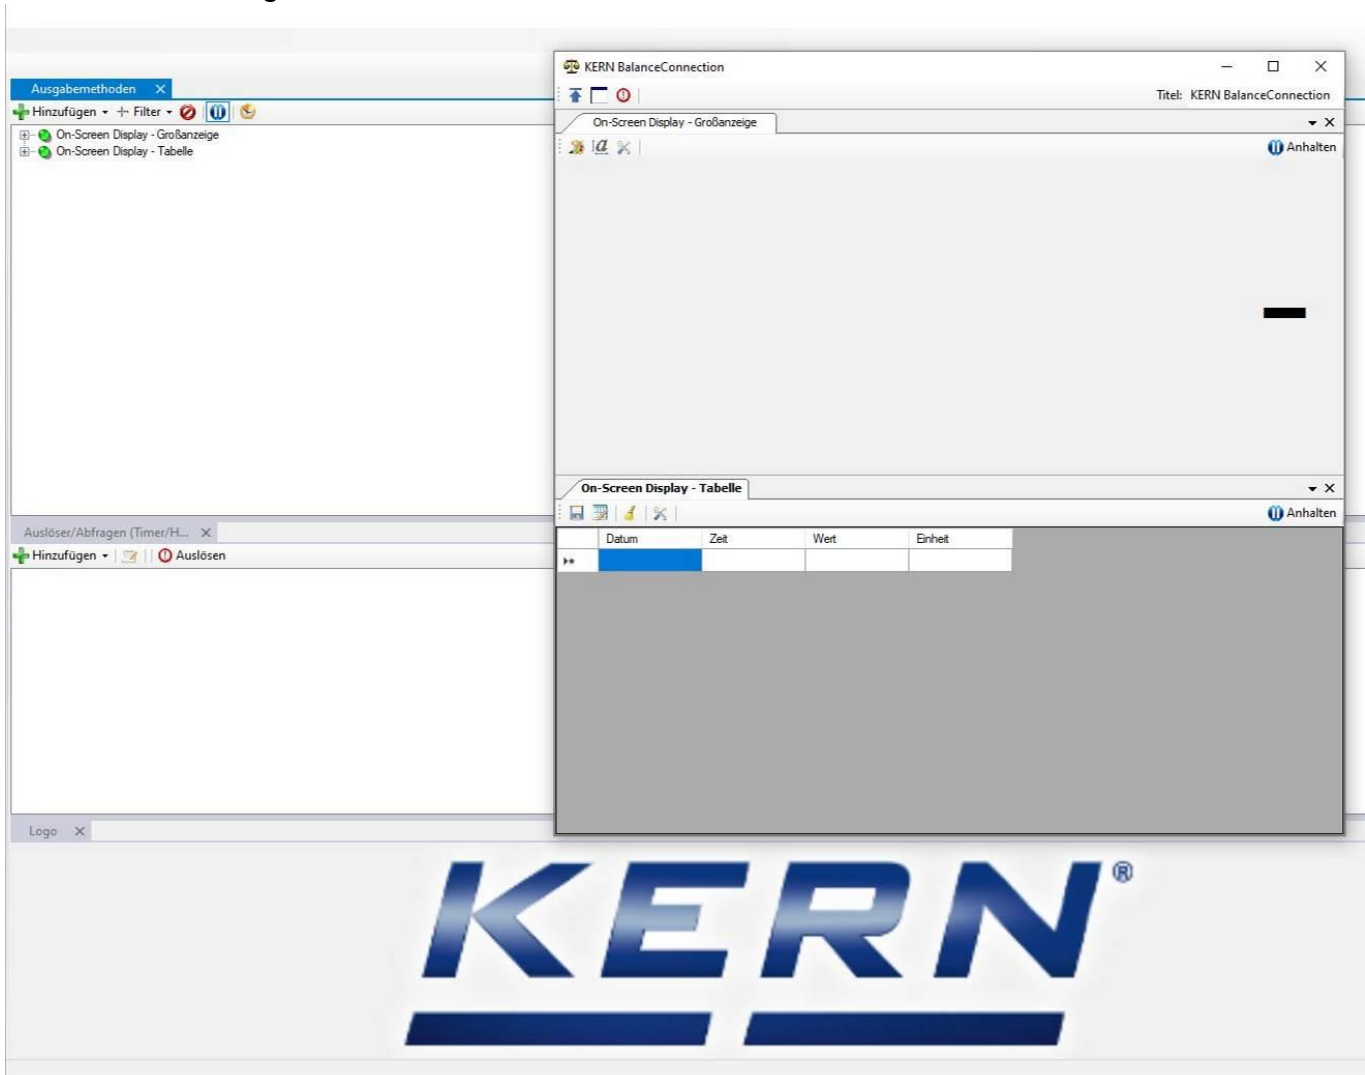 Ausgabemethoden
Hinzufügen Filter
On-Screen Display - Großanzeige
On-Screen Display - Tabelle
Auslöser/Abfragen (Timer/H...
Hinzufügen Auslösen
Logo
KERN BalanceConnection
Titel: KERN BalanceConnection
On-Screen Display - Großanzeige
a Anhalten
On-Screen Display - Tabelle
Anhalten
Datum Zeit Wert Einheit
KERN®